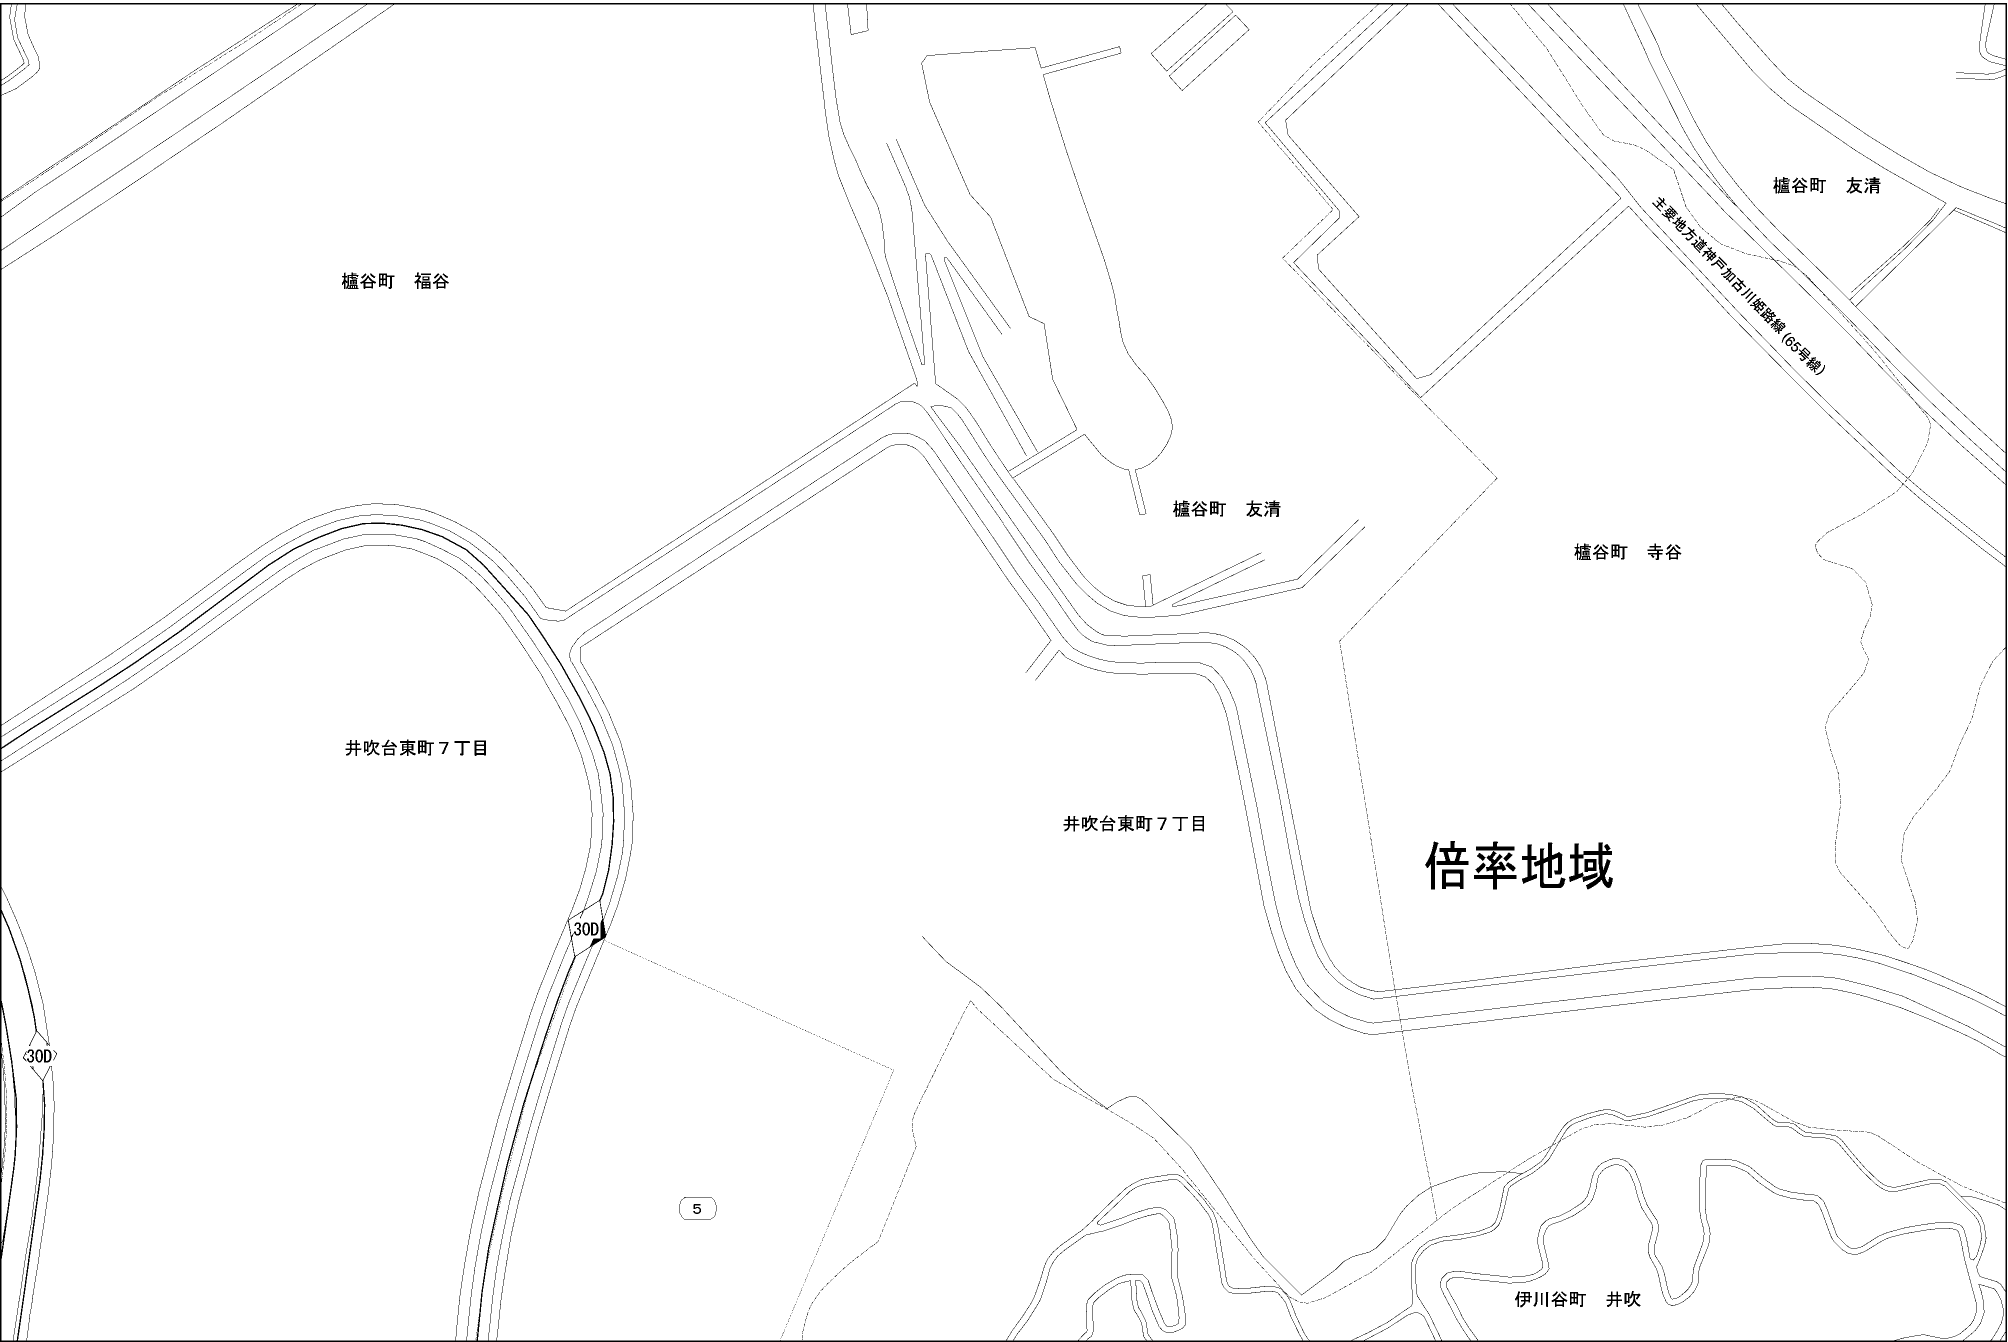 櫨谷町　友清
主要地方道神戸加古川姫路線 (65号線)
櫨谷町　福谷
櫨谷町　友清
櫨谷町　寺谷
井吹台東町７丁目
井吹台東町７丁目
倍率地域
30D
30D
5
伊川谷町　井吹